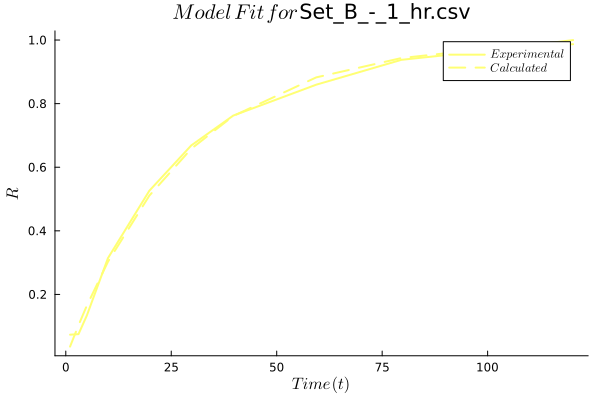 Model Fit for Set_B_-_1_hr.csv
1.0
Experimental
Calculated
0.8
0.6
R
0.4
0.2
0 25 50 75 100
Time(t)